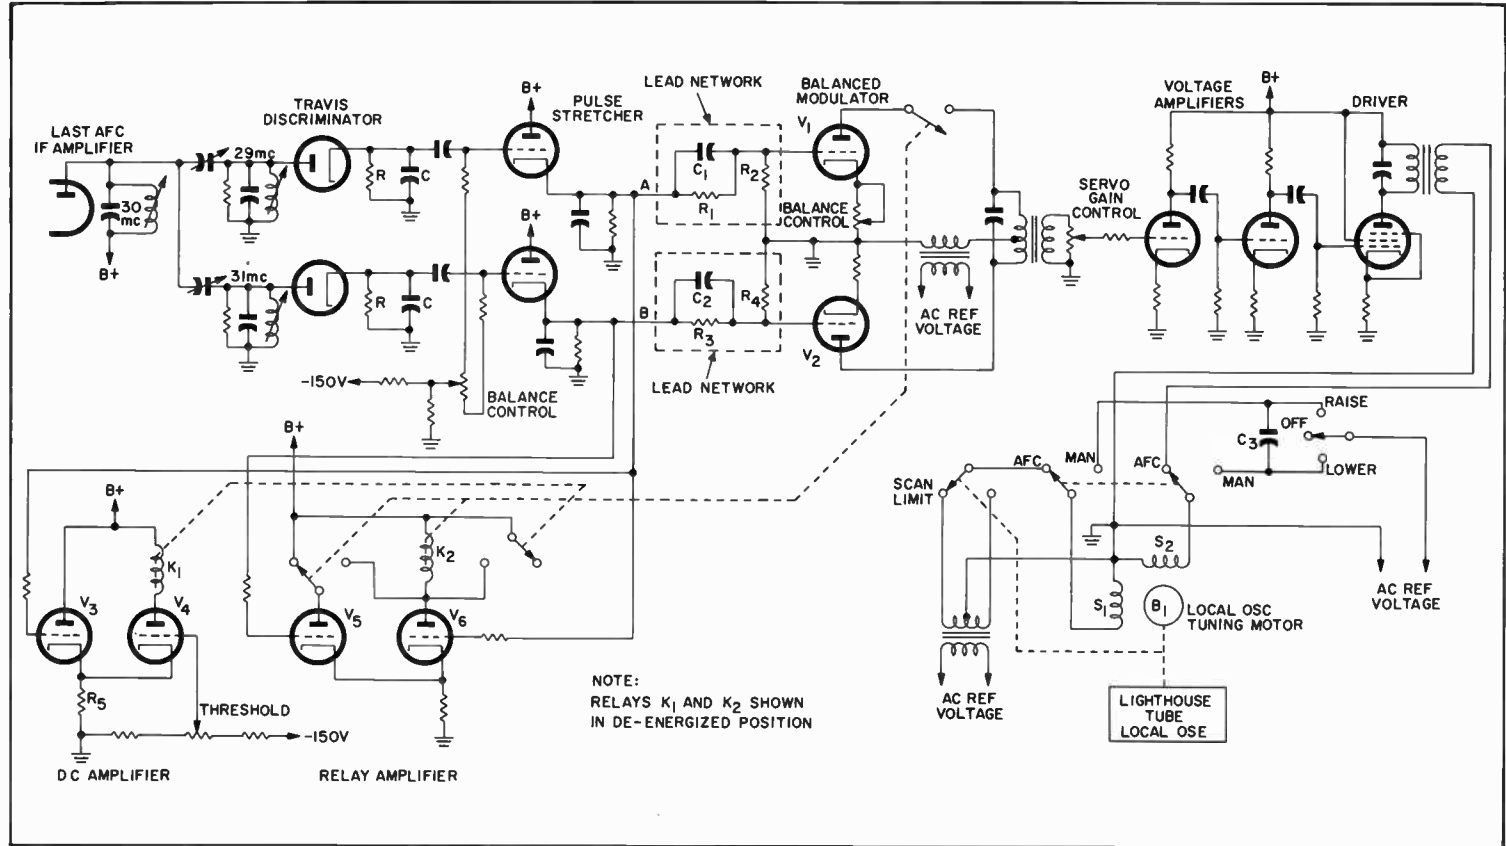 LAST AFC
IF AMPLIFIER
B+
30
mc
29mc
31mc
TRAVIS
DISCRIMINATOR
R
C
R
C
-150V
BALANCE
CONTROL
B+
PULSE
STRETCHER
B+
A
B
LEAD NETWORK
C1
R1
R2
C2
R3
R4
LEAD NETWORK
BALANCED
MODULATOR
V1
BALANCE
CONTROL
V2
AC REF
VOLTAGE
SERVO
GAIN
CONTROL
VOLTAGE
AMPLIFIERS
B+
DRIVER
RAISE
OFF
C3
LOWER
MAN
MAN
AFC
AFC
SCAN
LIMIT
S2
S1
B1
LOCAL OSC
TUNING MOTOR
AC REF
VOLTAGE
AC REF
VOLTAGE
LIGHTHOUSE
TUBE
LOCAL OSE
B+
B+
K1
K2
V3
V4
V5
V6
R5
THRESHOLD
-150V
DC AMPLIFIER
RELAY AMPLIFIER
NOTE:
RELAYS K1 AND K2 SHOWN
IN DE-ENERGIZED POSITION